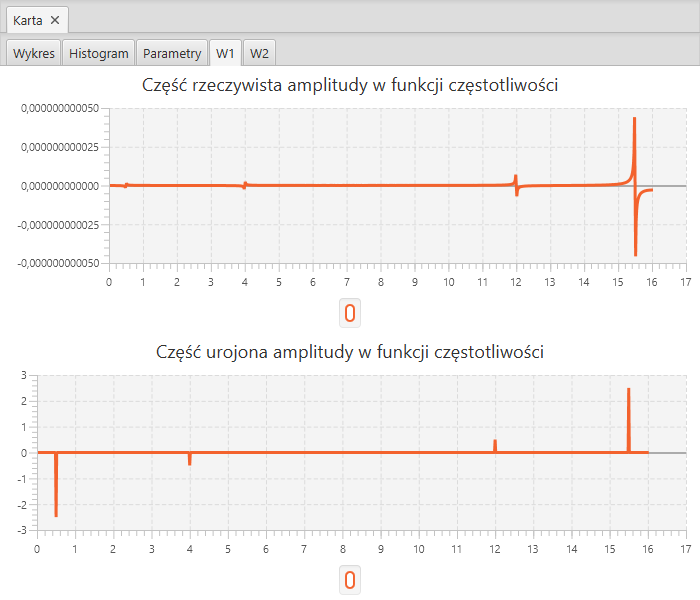 Karta ✕
Wykres Histogram Parametry W1 W2
Część rzeczywista amplitudy w funkcji częstotliwości
0,000000000050
0,000000000025
0,000000000000
-0,000000000025
-0,000000000050
0 1 2 3 4 5 6 7 8 9 10 11 12 13 14 15 16 17
Część urojona amplitudy w funkcji częstotliwości
3
2
1
0
-1
-2
-3
0 1 2 3 4 5 6 7 8 9 10 11 12 13 14 15 16 17